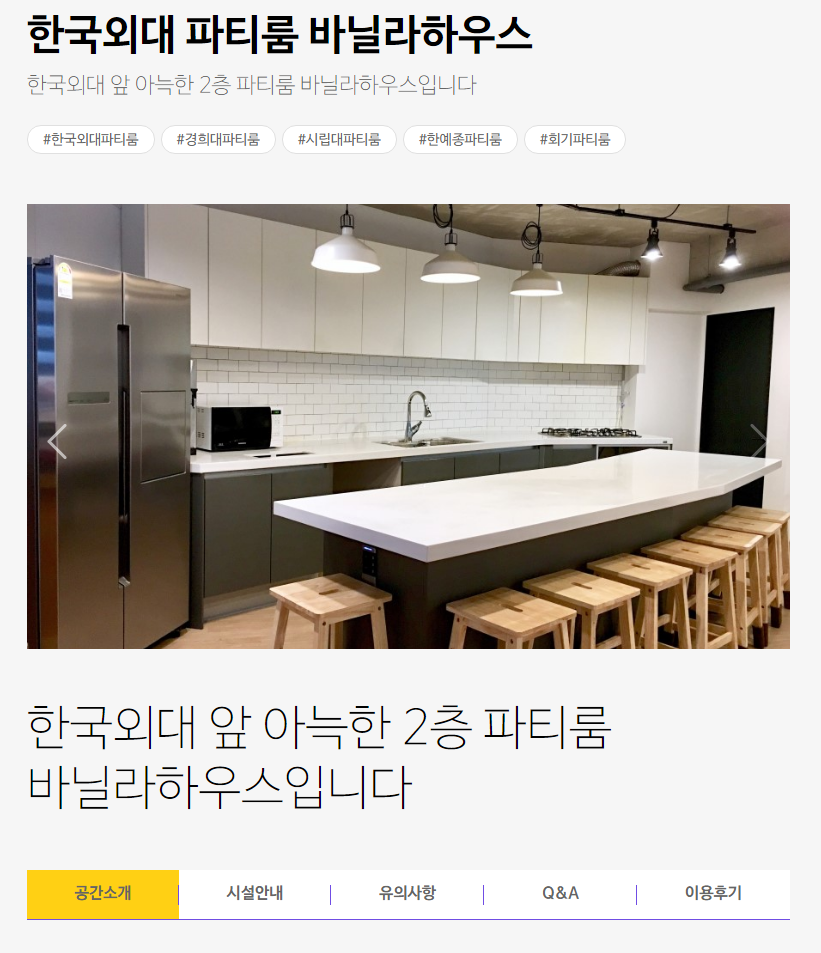 한국외대 파티룸 바닐라하우스
한국외대 앞 아늑한 2층 파티룸 바닐라하우스입니다
#한국외대파티룸 #경희대파티룸 #시립대파티룸 #한예종파티룸 #회기파티룸
한국외대 앞 아늑한 2층 파티룸
바닐라하우스입니다
공간소개 시설안내 유의사항 Q&A 이용후기